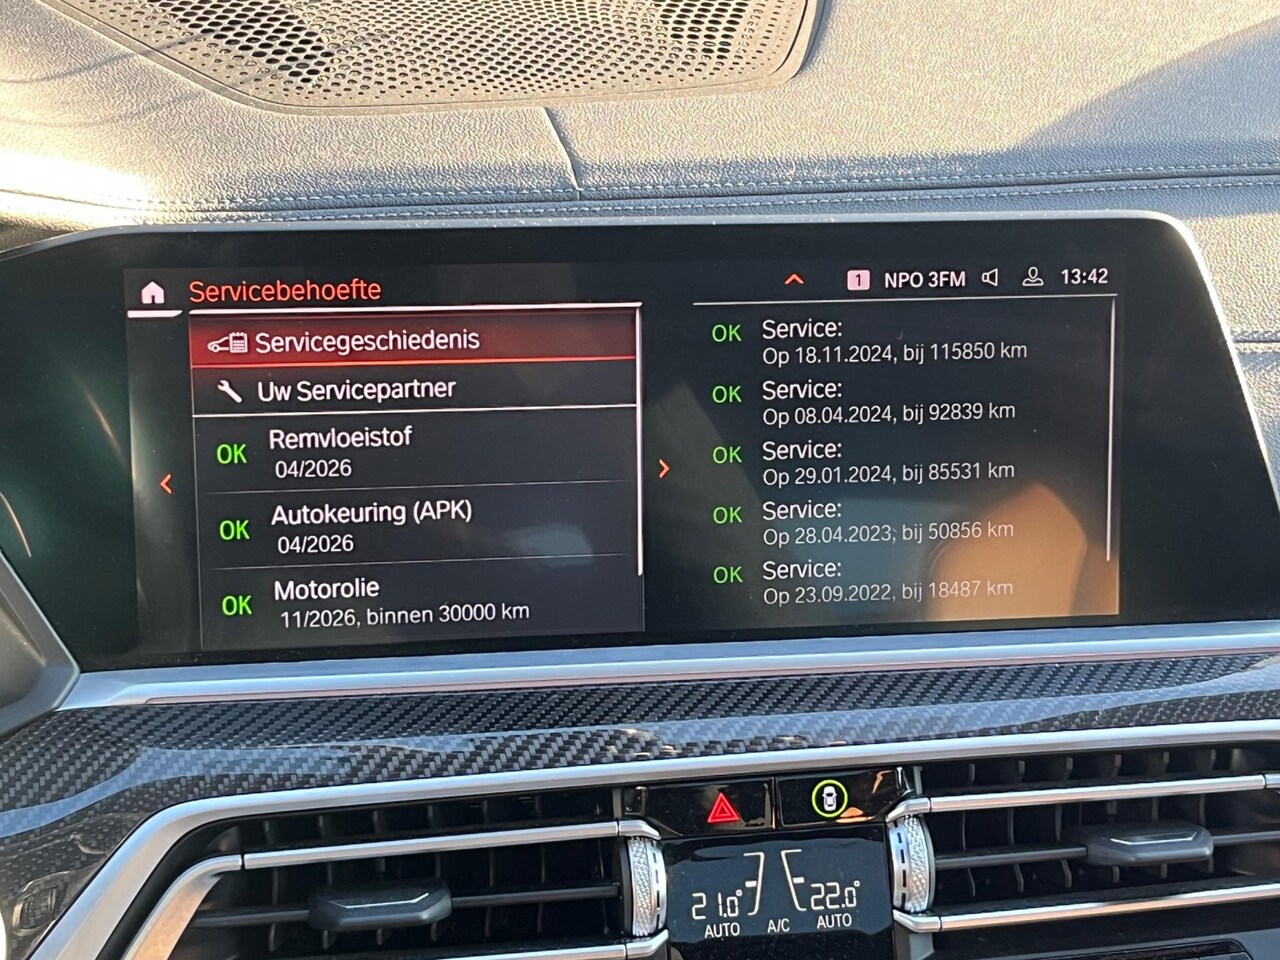 Servicebehoefte
1 NPO 3FM 13:42
Servicegeschiedenis
Uw Servicepartner
OK Remvloeistof
04/2026
OK Autokeuring (APK)
04/2026
OK Motorolie
11/2026, binnen 30000 km
OK Service:
Op 18.11.2024, bij 115850 km
OK Service:
Op 08.04.2024, bij 92839 km
OK Service:
Op 29.01.2024, bij 85531 km
OK Service:
Op 28.04.2023, bij 50856 km
OK Service:
Op 23.09.2022, bij 18487 km
21.0° 22.0°
AUTO A/C AUTO